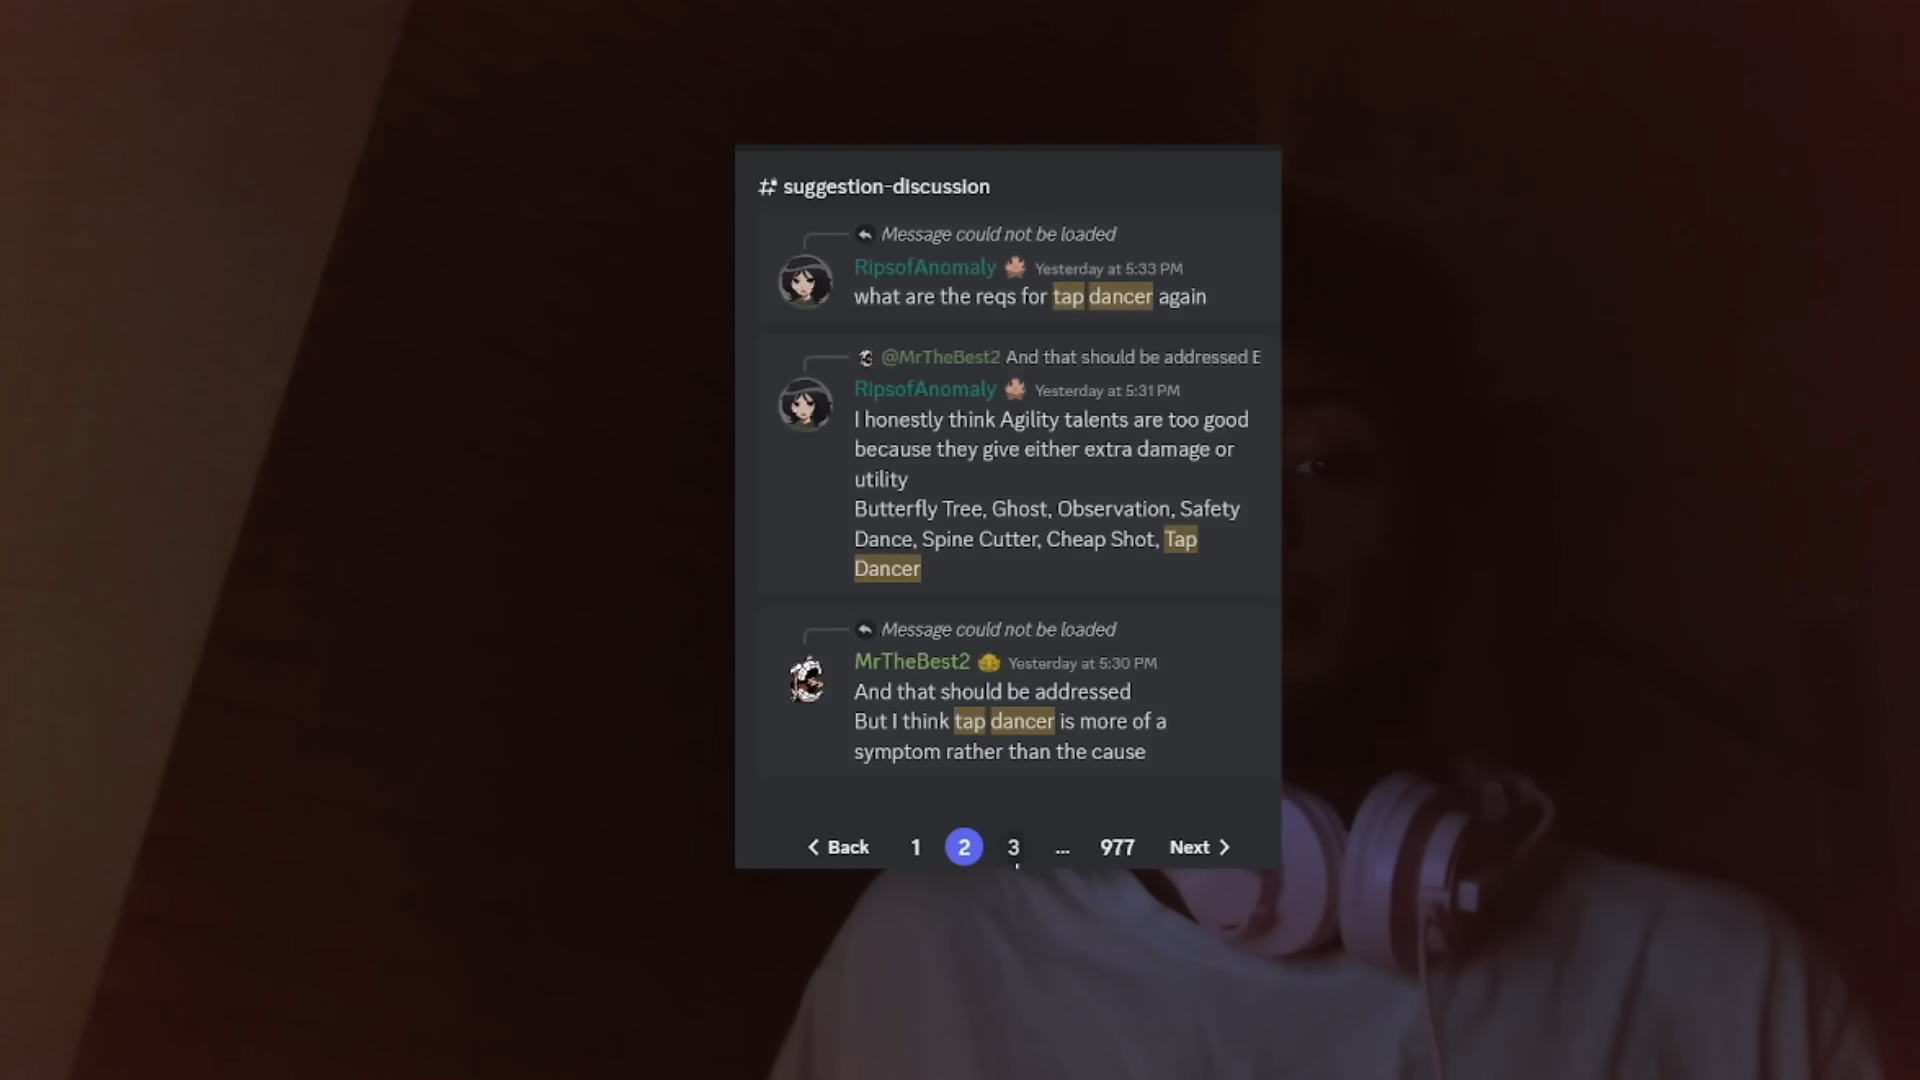 suggestion-discussion
Message could not be loaded
RipsofAnomaly Yesterday at 5:33 PM
what are the reqs for tap dancer again
@MrTheBest2 And that should be addressed E
RipsofAnomaly Yesterday at 5:31 PM
I honestly think Agility talents are too good
because they give either extra damage or
utility
Butterfly Tree, Ghost, Observation, Safety
Dance, Spine Cutter, Cheap Shot, Tap
Dancer
Message could not be loaded
MrTheBest2 Yesterday at 5:30 PM
And that should be addressed
But I think tap dancer is more of a
symptom rather than the cause
Back 1 2 3 ... 977 Next